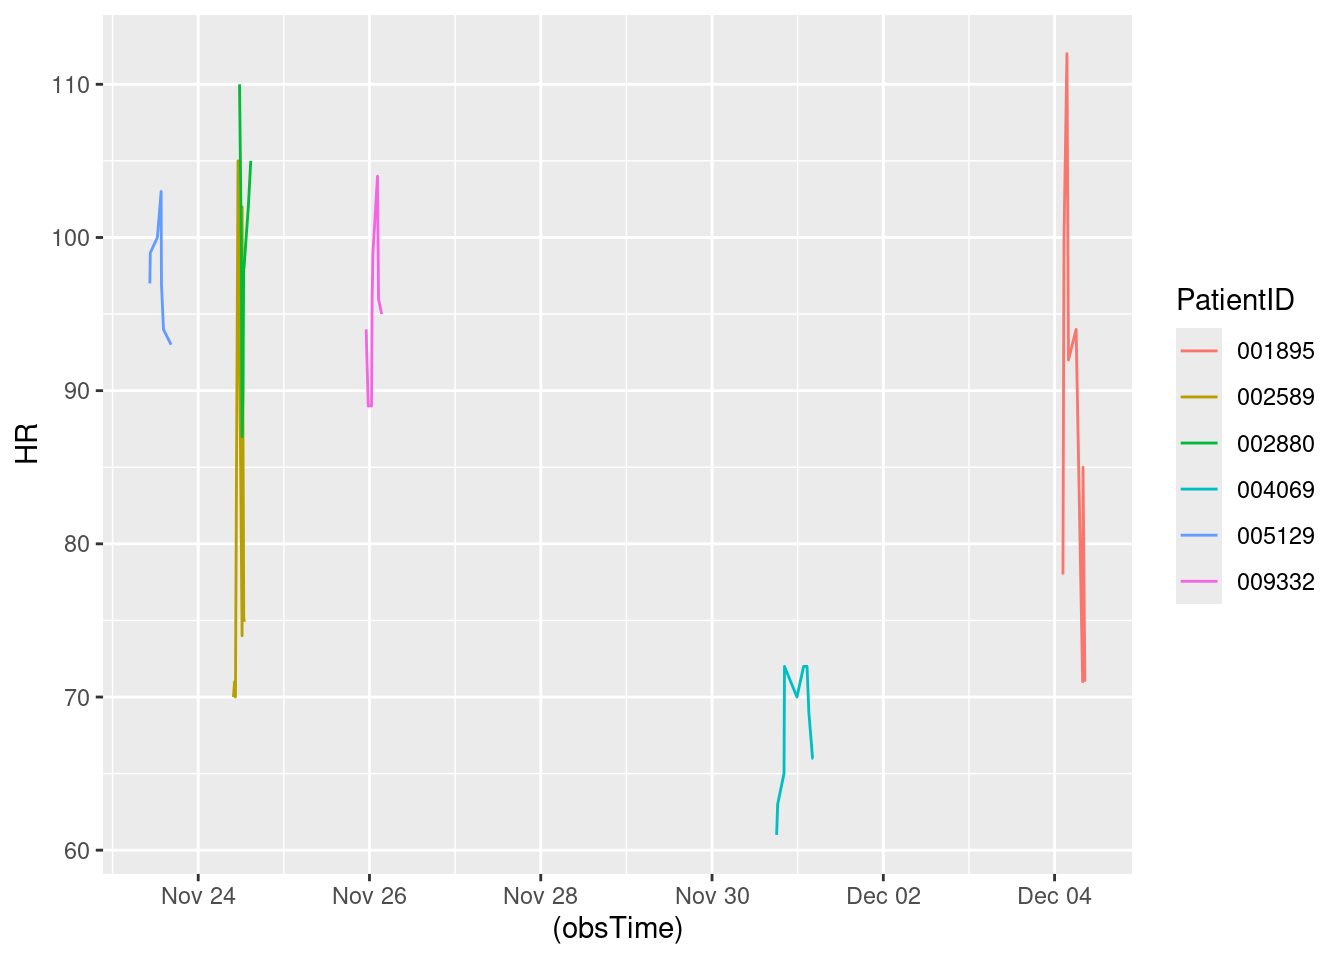 110
100
90
80
70
60
HR
Nov 24
Nov 26
Nov 28
Nov 30
Dec 02
Dec 04
(obsTime)
PatientID
001895
002589
002880
004069
005129
009332